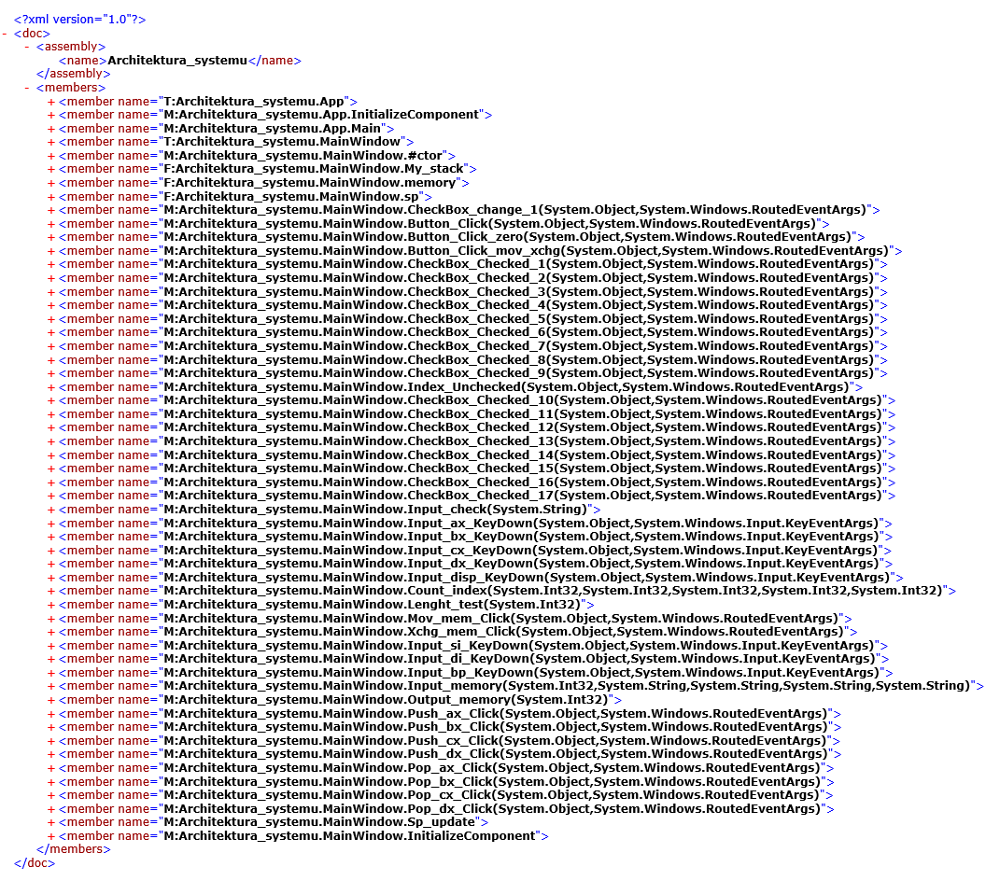 <?xml version="1.0"?>
- <doc>
- <assembly>
<name>Architektura_systemu</name>
</assembly>
- <members>
+ <member name="T:Architektura_systemu.App">
+ <member name="M:Architektura_systemu.App.InitializeComponent">
+ <member name="M:Architektura_systemu.App.Main">
+ <member name="T:Architektura_systemu.MainWindow">
+ <member name="M:Architektura_systemu.MainWindow.#ctor">
+ <member name="F:Architektura_systemu.MainWindow.My_stack">
+ <member name="F:Architektura_systemu.MainWindow.memory">
+ <member name="F:Architektura_systemu.MainWindow.sp">
+ <member name="M:Architektura_systemu.MainWindow.CheckBox_change_1(System.Object,System.Windows.RoutedEventArgs)">
+ <member name="M:Architektura_systemu.MainWindow.Button_Click(System.Object,System.Windows.RoutedEventArgs)">
+ <member name="M:Architektura_systemu.MainWindow.Button_Click_zero(System.Object,System.Windows.RoutedEventArgs)">
+ <member name="M:Architektura_systemu.MainWindow.Button_Click_mov_xchg(System.Object,System.Windows.RoutedEventArgs)">
+ <member name="M:Architektura_systemu.MainWindow.CheckBox_Checked_1(System.Object,System.Windows.RoutedEventArgs)">
+ <member name="M:Architektura_systemu.MainWindow.CheckBox_Checked_2(System.Object,System.Windows.RoutedEventArgs)">
+ <member name="M:Architektura_systemu.MainWindow.CheckBox_Checked_3(System.Object,System.Windows.RoutedEventArgs)">
+ <member name="M:Architektura_systemu.MainWindow.CheckBox_Checked_4(System.Object,System.Windows.RoutedEventArgs)">
+ <member name="M:Architektura_systemu.MainWindow.CheckBox_Checked_5(System.Object,System.Windows.RoutedEventArgs)">
+ <member name="M:Architektura_systemu.MainWindow.CheckBox_Checked_6(System.Object,System.Windows.RoutedEventArgs)">
+ <member name="M:Architektura_systemu.MainWindow.CheckBox_Checked_7(System.Object,System.Windows.RoutedEventArgs)">
+ <member name="M:Architektura_systemu.MainWindow.CheckBox_Checked_8(System.Object,System.Windows.RoutedEventArgs)">
+ <member name="M:Architektura_systemu.MainWindow.CheckBox_Checked_9(System.Object,System.Windows.RoutedEventArgs)">
+ <member name="M:Architektura_systemu.MainWindow.Index_Unchecked(System.Object,System.Windows.RoutedEventArgs)">
+ <member name="M:Architektura_systemu.MainWindow.CheckBox_Checked_10(System.Object,System.Windows.RoutedEventArgs)">
+ <member name="M:Architektura_systemu.MainWindow.CheckBox_Checked_11(System.Object,System.Windows.RoutedEventArgs)">
+ <member name="M:Architektura_systemu.MainWindow.CheckBox_Checked_12(System.Object,System.Windows.RoutedEventArgs)">
+ <member name="M:Architektura_systemu.MainWindow.CheckBox_Checked_13(System.Object,System.Windows.RoutedEventArgs)">
+ <member name="M:Architektura_systemu.MainWindow.CheckBox_Checked_14(System.Object,System.Windows.RoutedEventArgs)">
+ <member name="M:Architektura_systemu.MainWindow.CheckBox_Checked_15(System.Object,System.Windows.RoutedEventArgs)">
+ <member name="M:Architektura_systemu.MainWindow.CheckBox_Checked_16(System.Object,System.Windows.RoutedEventArgs)">
+ <member name="M:Architektura_systemu.MainWindow.CheckBox_Checked_17(System.Object,System.Windows.RoutedEventArgs)">
+ <member name="M:Architektura_systemu.MainWindow.Input_check(System.String)">
+ <member name="M:Architektura_systemu.MainWindow.Input_ax_KeyDown(System.Object,System.Windows.Input.KeyEventArgs)">
+ <member name="M:Architektura_systemu.MainWindow.Input_bx_KeyDown(System.Object,System.Windows.Input.KeyEventArgs)">
+ <member name="M:Architektura_systemu.MainWindow.Input_cx_KeyDown(System.Object,System.Windows.Input.KeyEventArgs)">
+ <member name="M:Architektura_systemu.MainWindow.Input_dx_KeyDown(System.Object,System.Windows.Input.KeyEventArgs)">
+ <member name="M:Architektura_systemu.MainWindow.Input_disp_KeyDown(System.Object,System.Windows.Input.KeyEventArgs)">
+ <member name="M:Architektura_systemu.MainWindow.Count_index(System.Int32,System.Int32,System.Int32,System.Int32,System.Int32)">
+ <member name="M:Architektura_systemu.MainWindow.Lenght_test(System.Int32)">
+ <member name="M:Architektura_systemu.MainWindow.Mov_mem_Click(System.Object,System.Windows.RoutedEventArgs)">
+ <member name="M:Architektura_systemu.MainWindow.Xchg_mem_Click(System.Object,System.Windows.RoutedEventArgs)">
+ <member name="M:Architektura_systemu.MainWindow.Input_si_KeyDown(System.Object,System.Windows.Input.KeyEventArgs)">
+ <member name="M:Architektura_systemu.MainWindow.Input_di_KeyDown(System.Object,System.Windows.Input.KeyEventArgs)">
+ <member name="M:Architektura_systemu.MainWindow.Input_bp_KeyDown(System.Object,System.Windows.Input.KeyEventArgs)">
+ <member name="M:Architektura_systemu.MainWindow.Input_memory(System.Int32,System.String,System.String,System.String,System.String)">
+ <member name="M:Architektura_systemu.MainWindow.Output_memory(System.Int32)">
+ <member name="M:Architektura_systemu.MainWindow.Push_ax_Click(System.Object,System.Windows.RoutedEventArgs)">
+ <member name="M:Architektura_systemu.MainWindow.Push_bx_Click(System.Object,System.Windows.RoutedEventArgs)">
+ <member name="M:Architektura_systemu.MainWindow.Push_cx_Click(System.Object,System.Windows.RoutedEventArgs)">
+ <member name="M:Architektura_systemu.MainWindow.Push_dx_Click(System.Object,System.Windows.RoutedEventArgs)">
+ <member name="M:Architektura_systemu.MainWindow.Pop_ax_Click(System.Object,System.Windows.RoutedEventArgs)">
+ <member name="M:Architektura_systemu.MainWindow.Pop_bx_Click(System.Object,System.Windows.RoutedEventArgs)">
+ <member name="M:Architektura_systemu.MainWindow.Pop_cx_Click(System.Object,System.Windows.RoutedEventArgs)">
+ <member name="M:Architektura_systemu.MainWindow.Pop_dx_Click(System.Object,System.Windows.RoutedEventArgs)">
+ <member name="M:Architektura_systemu.MainWindow.Sp_update">
+ <member name="M:Architektura_systemu.MainWindow.InitializeComponent">
</members>
</doc>